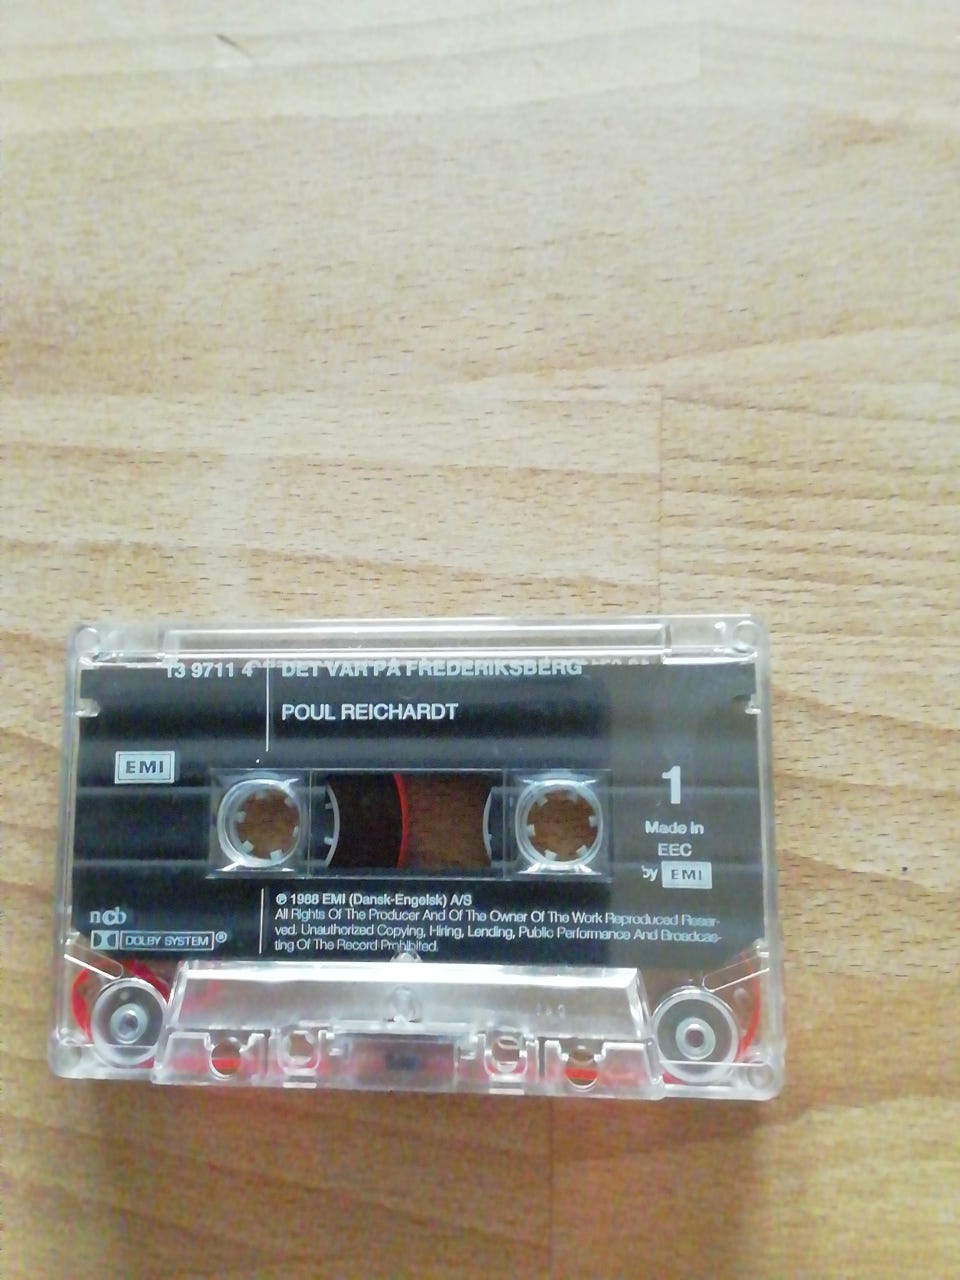 13 9711 4
DET VAR PÅ FREDERIKSBERG
POUL REICHARDT
EMI
1
Made in
EEC
by EMI
ncb
DOLBY SYSTEM®
℗ 1988 EMI (Dansk-Engelsk) A/S
All Rights Of The Producer And Of The Owner Of The Work Reproduced Reser-
ved. Unauthorized Copying, Hiring, Lending, Public Performance And Broadcas-
ting Of The Record Prohibited.